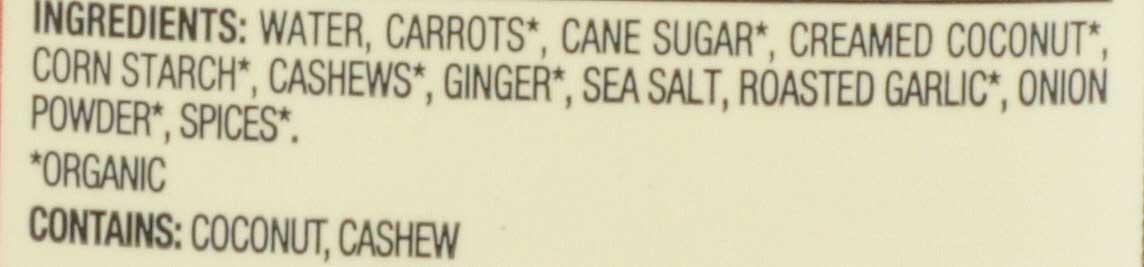 INGREDIENTS: WATER, CARROTS*, CANE SUGAR*, CREAMED COCONUT*,
CORN STARCH*, CASHEWS*, GINGER*, SEA SALT, ROASTED GARLIC*, ONION
POWDER*, SPICES*.
*ORGANIC
CONTAINS: COCONUT, CASHEW